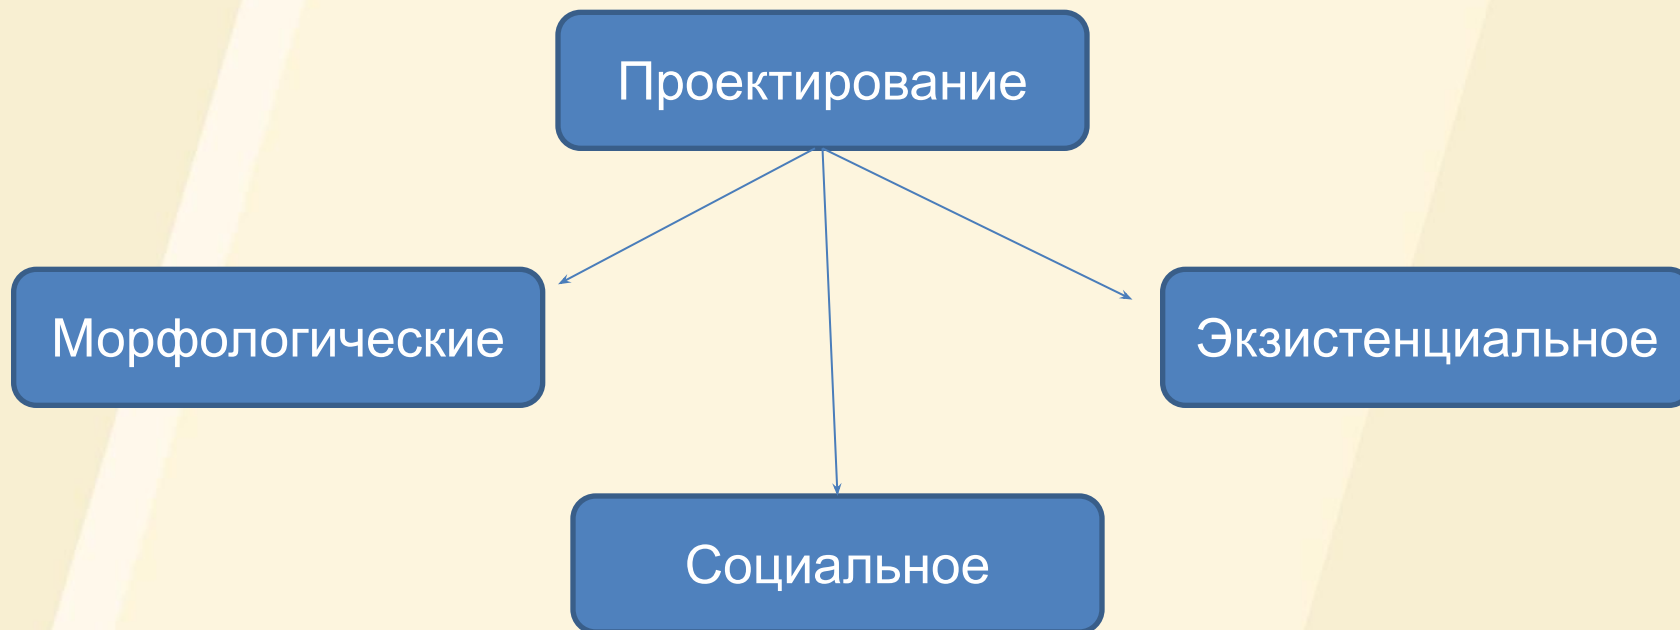 Проектирование
Морфологические
Экзистенциальное
Социальное